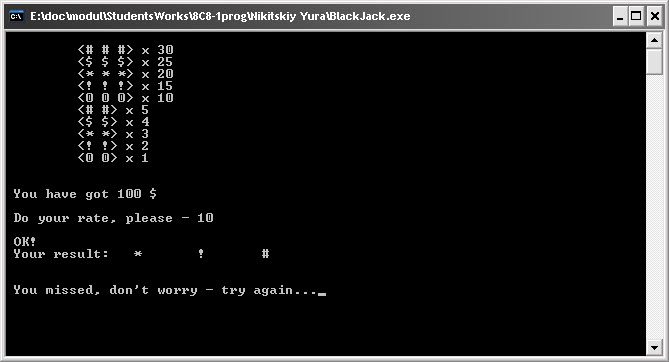 E:\doc\modul\StudentsWorks\8C8-1prog\Nikitskiy Yura\BlackJack.exe
<# # #> x 30
<$ $ $> x 25
<* * *> x 20
<! ! !> x 15
<0 0 0> x 10
<# #> x 5
<$ $> x 4
<* *> x 3
<! !> x 2
<0 0> x 1
You have got 100 $
Do your rate, please - 10
OK!
Your result: * ! #
You missed, don't worry - try again..._